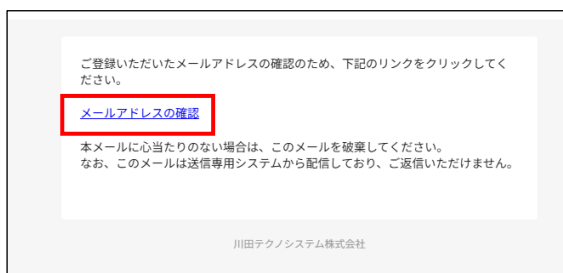 ご登録いただいたメールアドレスの確認のため、下記のリンクをクリックしてく
ださい。
メールアドレスの確認
本メールに心当たりのない場合は、このメールを破棄してください。
なお、このメールは送信専用システムから配信しており、ご返信いただけません。
川田テクノシステム株式会社